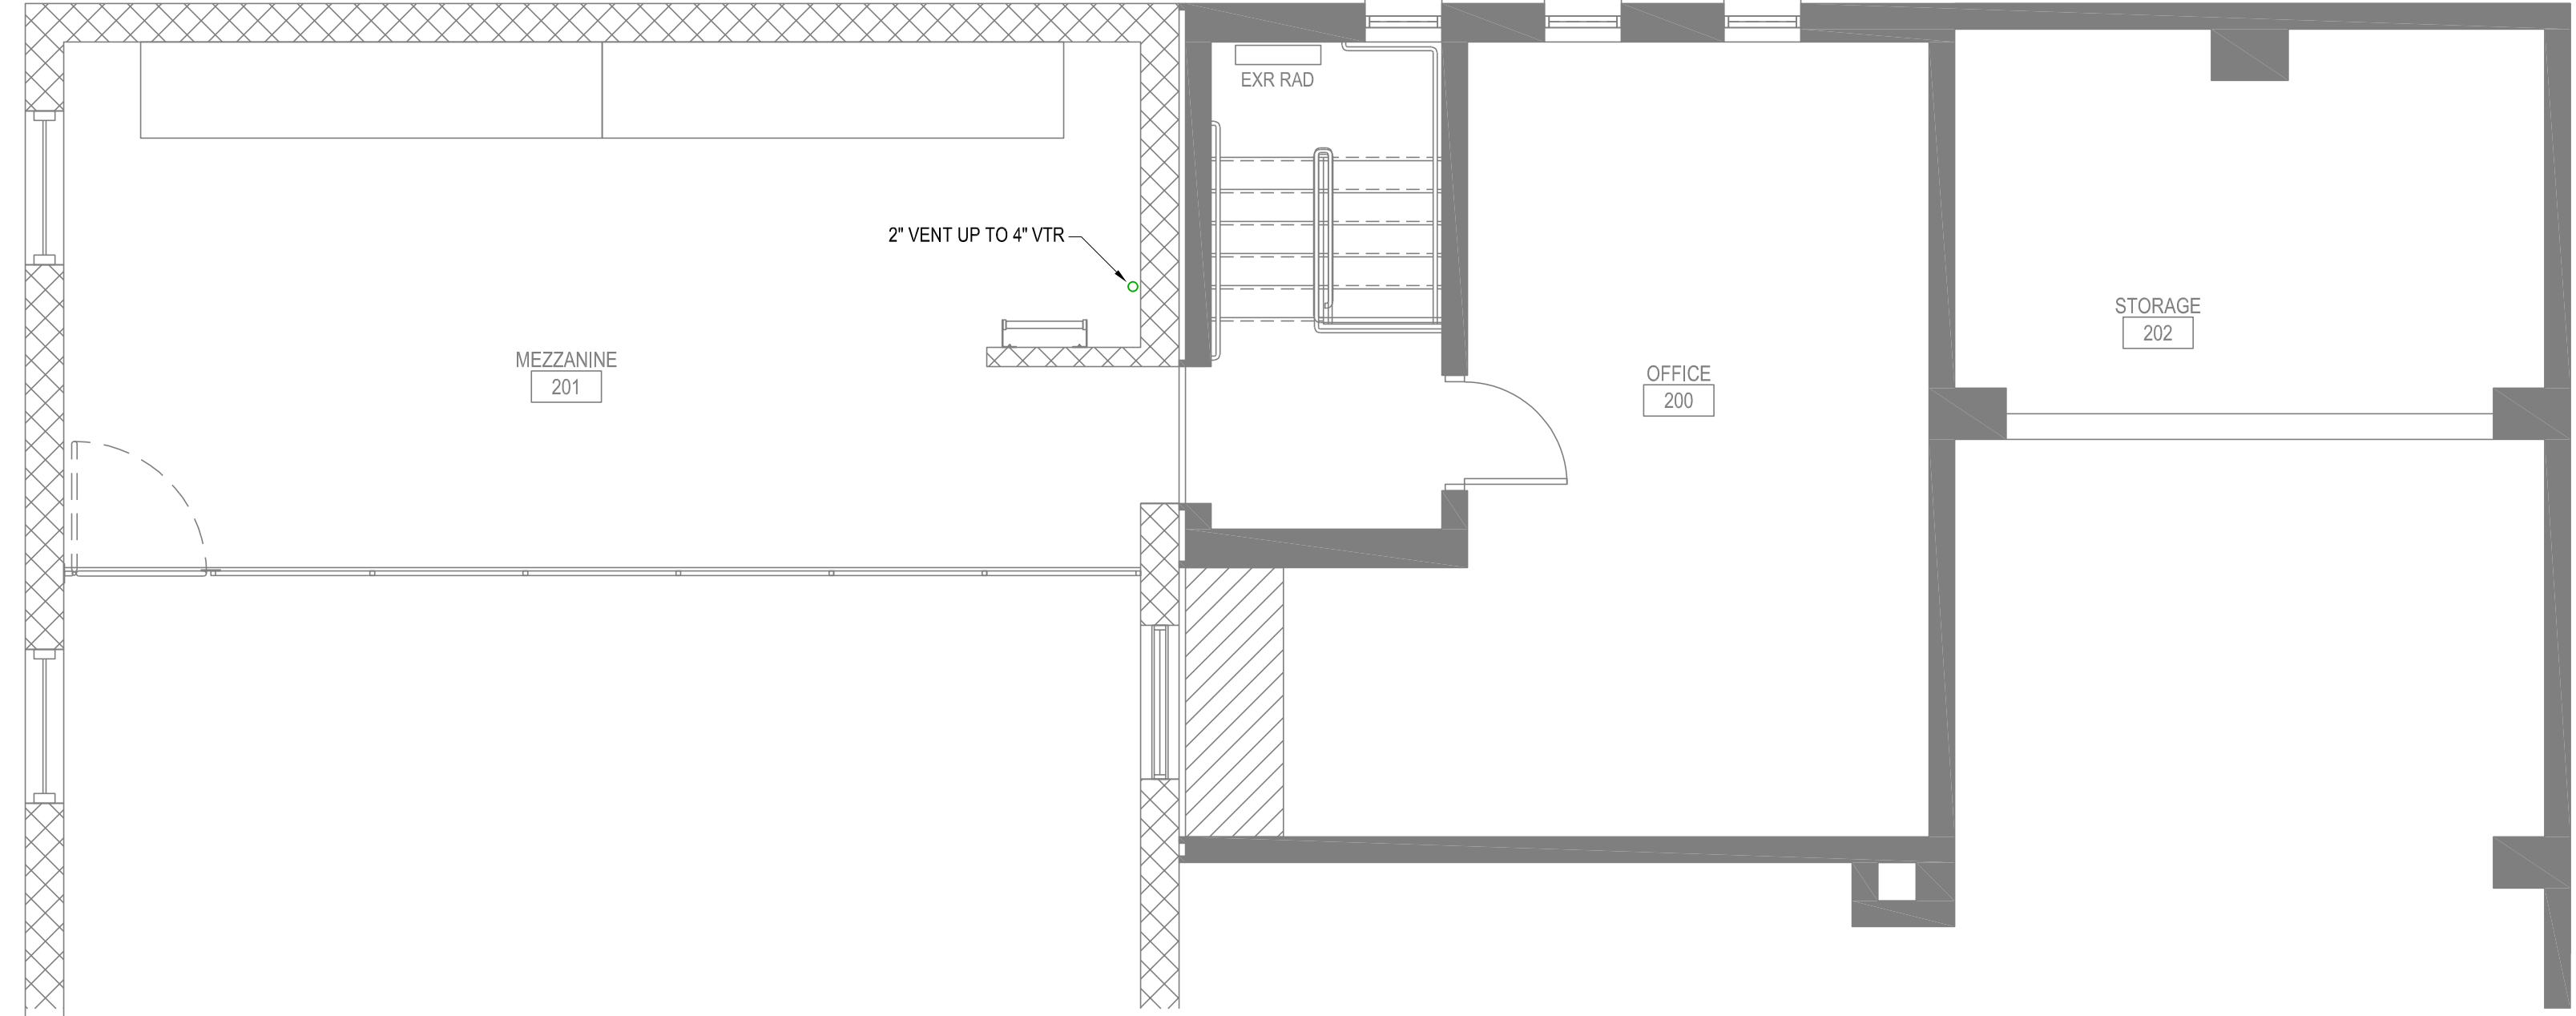 EXR RAD
2" VENT UP TO 4" VTR
STORAGE
202
MEZZANINE
201
OFFICE
200